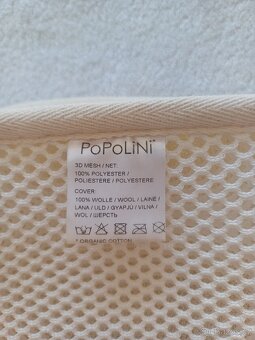 PoPoLiNi
3D MESH / NET:
100% POLYESTER /
POLIESTERE / POLYESTERE
COVER:
100% WOLLE / WOOL / LAINE /
LANA / ULD / GYAPJÚ / VILNA /
WOL / ШЕРСТЬ
* ORGANIC COTTON